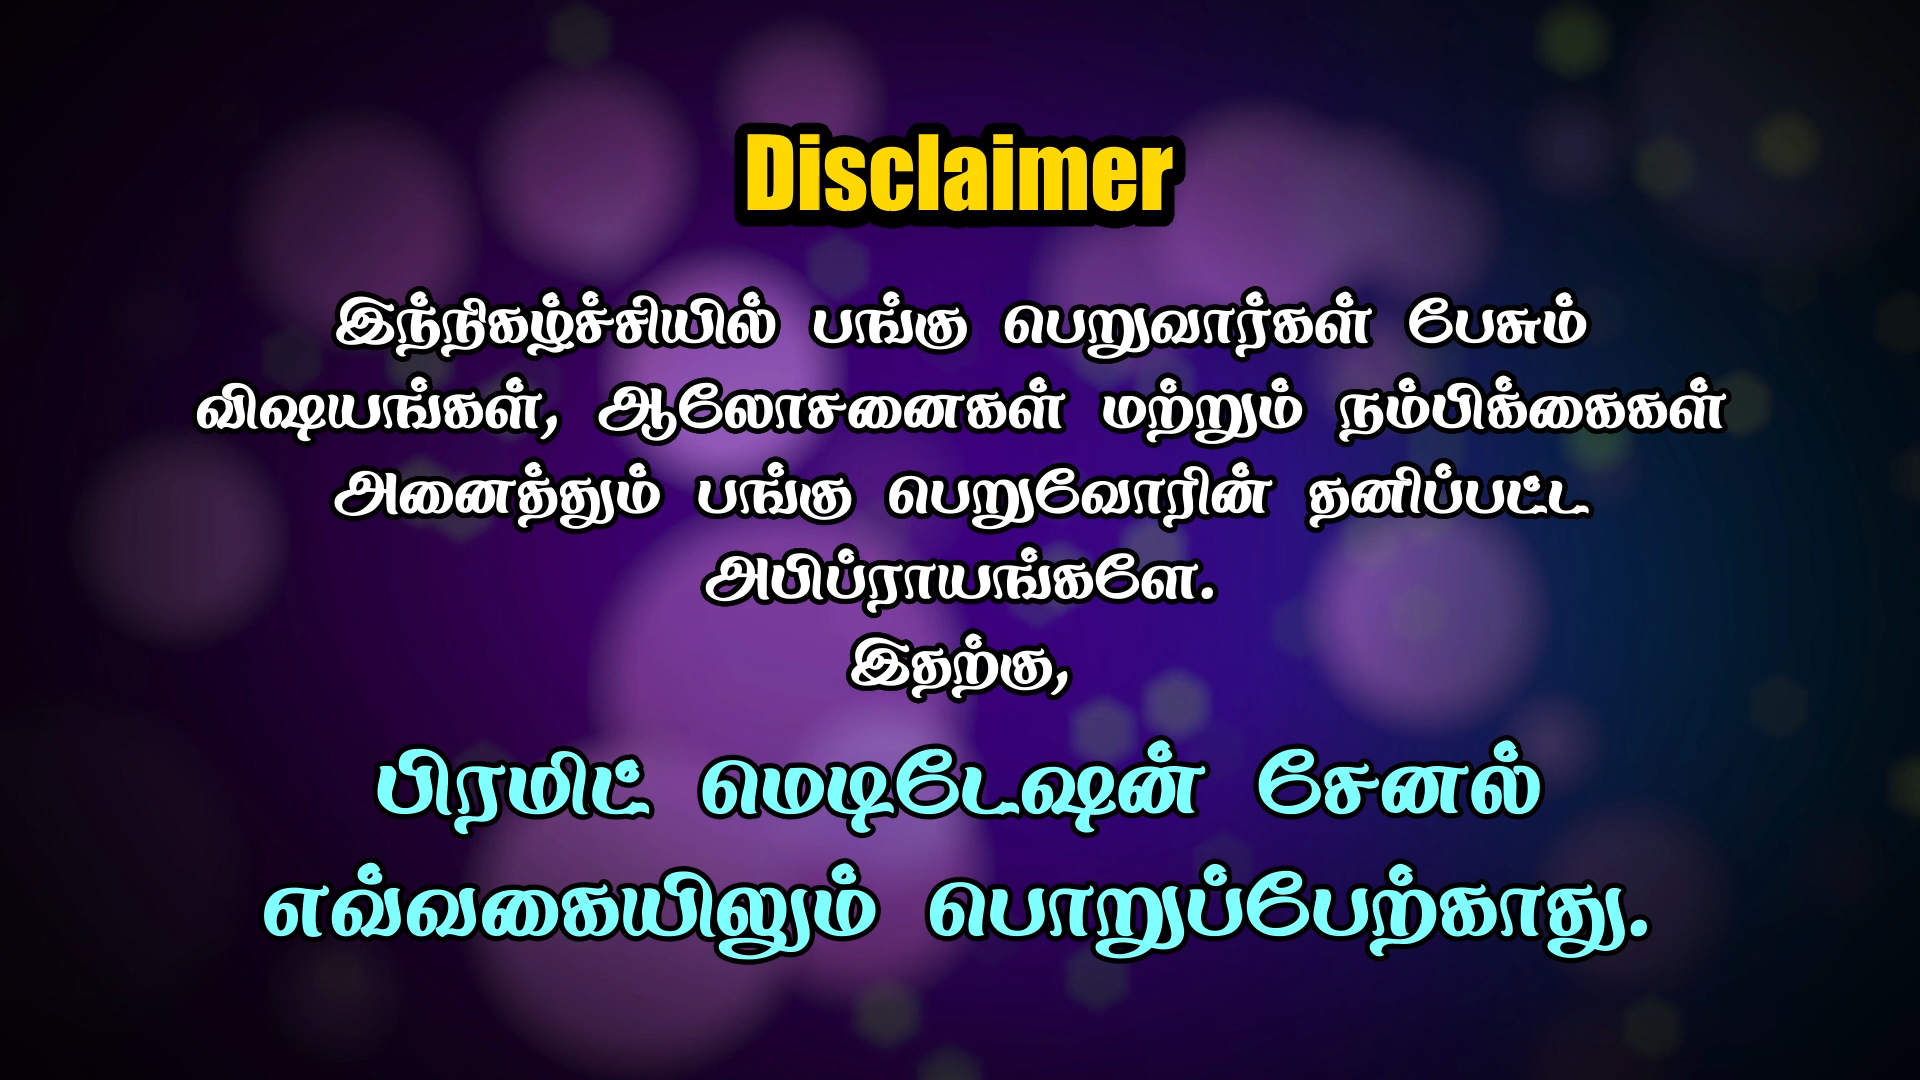 Disclaimer
இந்நிகழ்ச்சியில் பங்கு பெறுவார்கள் பேசும்
விஷயங்கள், ஆலோசனைகள் மற்றும் நம்பிக்கைகள்
அனைத்தும் பங்கு பெறுவோரின் தனிப்பட்ட
அபிப்ராயங்களே.
இதற்கு,
பிரமிட் மெடிடேஷன் சேனல்
எவ்வகையிலும் பொறுப்பேற்காது.